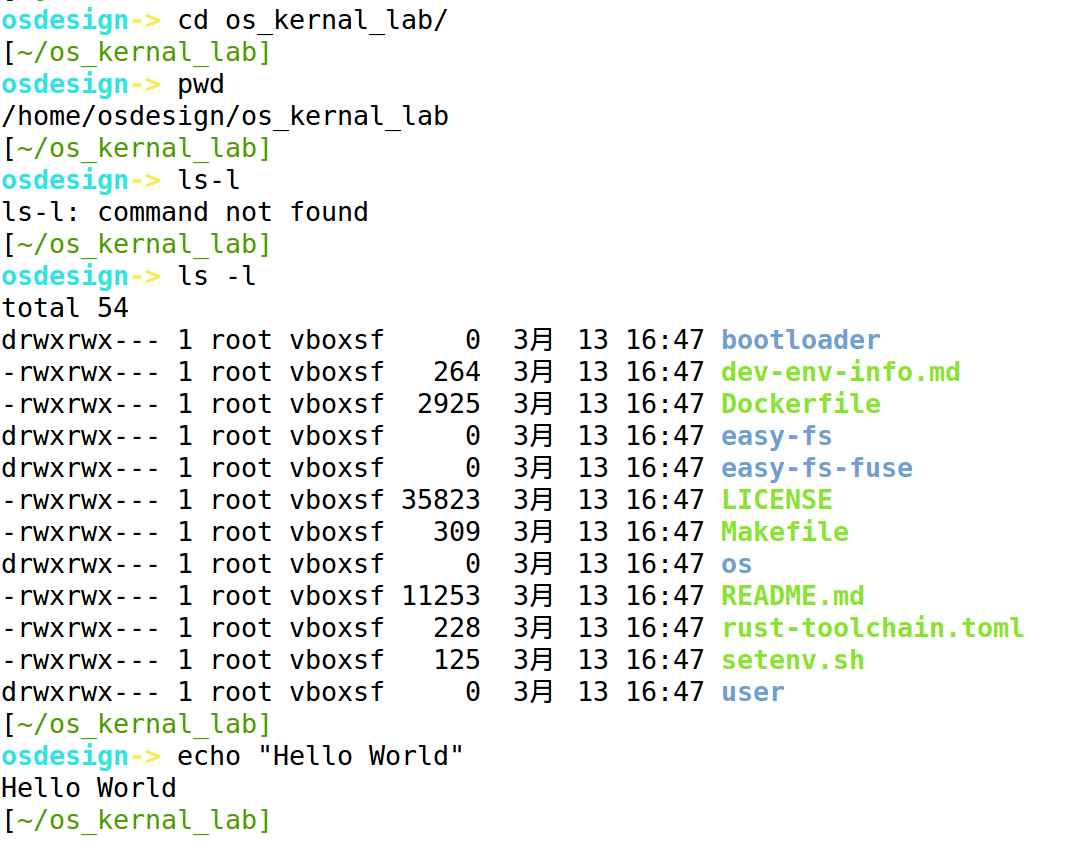 osdesign-> cd os_kernal_lab/
[~/os_kernal_lab]
osdesign-> pwd
/home/osdesign/os_kernal_lab
[~/os_kernal_lab]
osdesign-> ls-l
ls-l: command not found
[~/os_kernal_lab]
osdesign-> ls -l
total 54
drwxrwx--- 1 root vboxsf     0  3月 13 16:47 bootloader
-rwxrwx--- 1 root vboxsf   264  3月 13 16:47 dev-env-info.md
-rwxrwx--- 1 root vboxsf  2925  3月 13 16:47 Dockerfile
drwxrwx--- 1 root vboxsf     0  3月 13 16:47 easy-fs
drwxrwx--- 1 root vboxsf     0  3月 13 16:47 easy-fs-fuse
-rwxrwx--- 1 root vboxsf 35823  3月 13 16:47 LICENSE
-rwxrwx--- 1 root vboxsf   309  3月 13 16:47 Makefile
drwxrwx--- 1 root vboxsf     0  3月 13 16:47 os
-rwxrwx--- 1 root vboxsf 11253  3月 13 16:47 README.md
-rwxrwx--- 1 root vboxsf   228  3月 13 16:47 rust-toolchain.toml
-rwxrwx--- 1 root vboxsf   125  3月 13 16:47 setenv.sh
drwxrwx--- 1 root vboxsf     0  3月 13 16:47 user
[~/os_kernal_lab]
osdesign-> echo "Hello World"
Hello World
[~/os_kernal_lab]